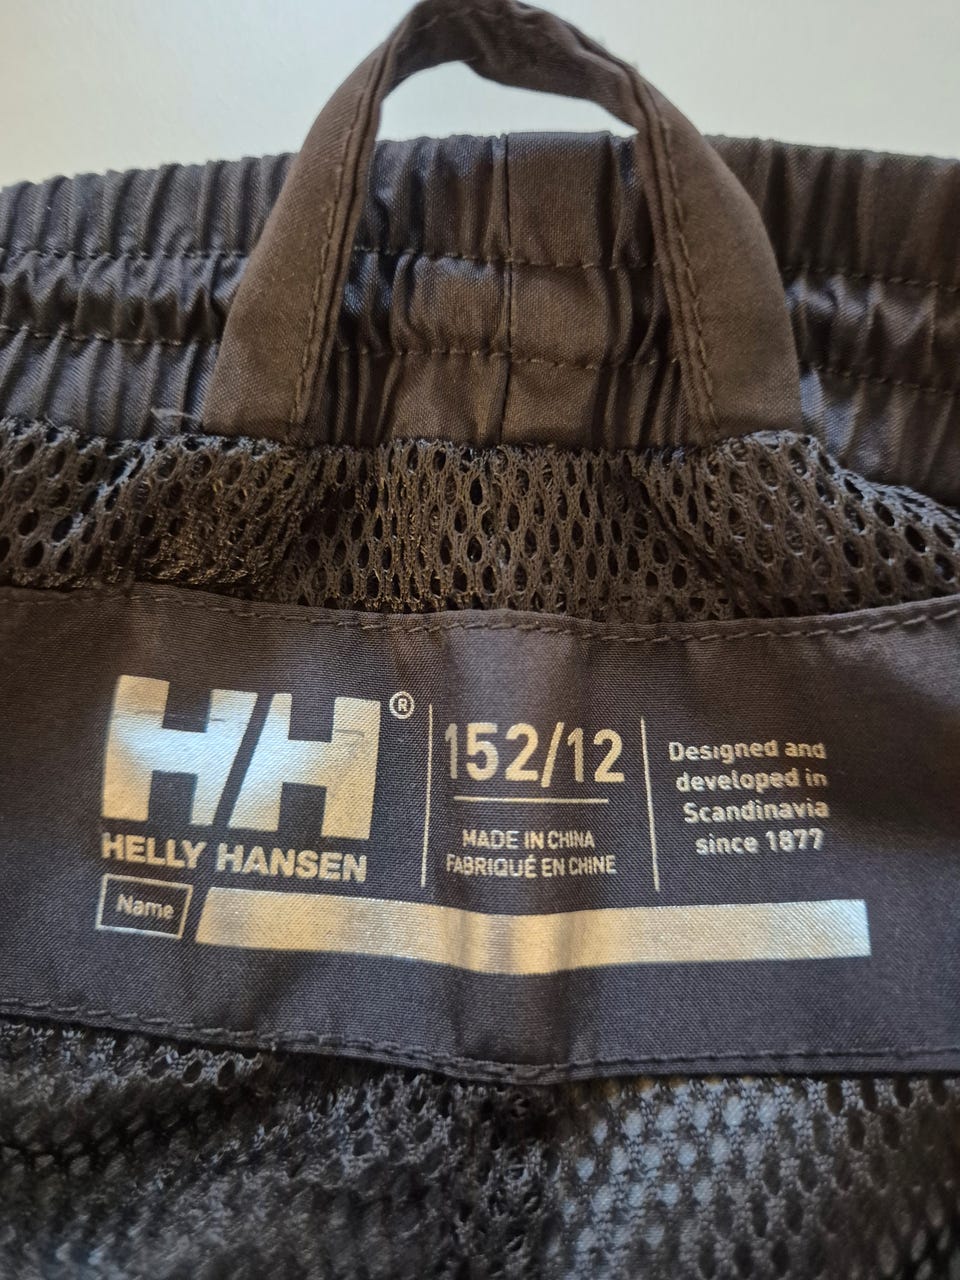 HH®
HELLY HANSEN
152/12
MADE IN CHINA
FABRIQUÉ EN CHINE
Designed and
developed in
Scandinavia
since 1877
Name